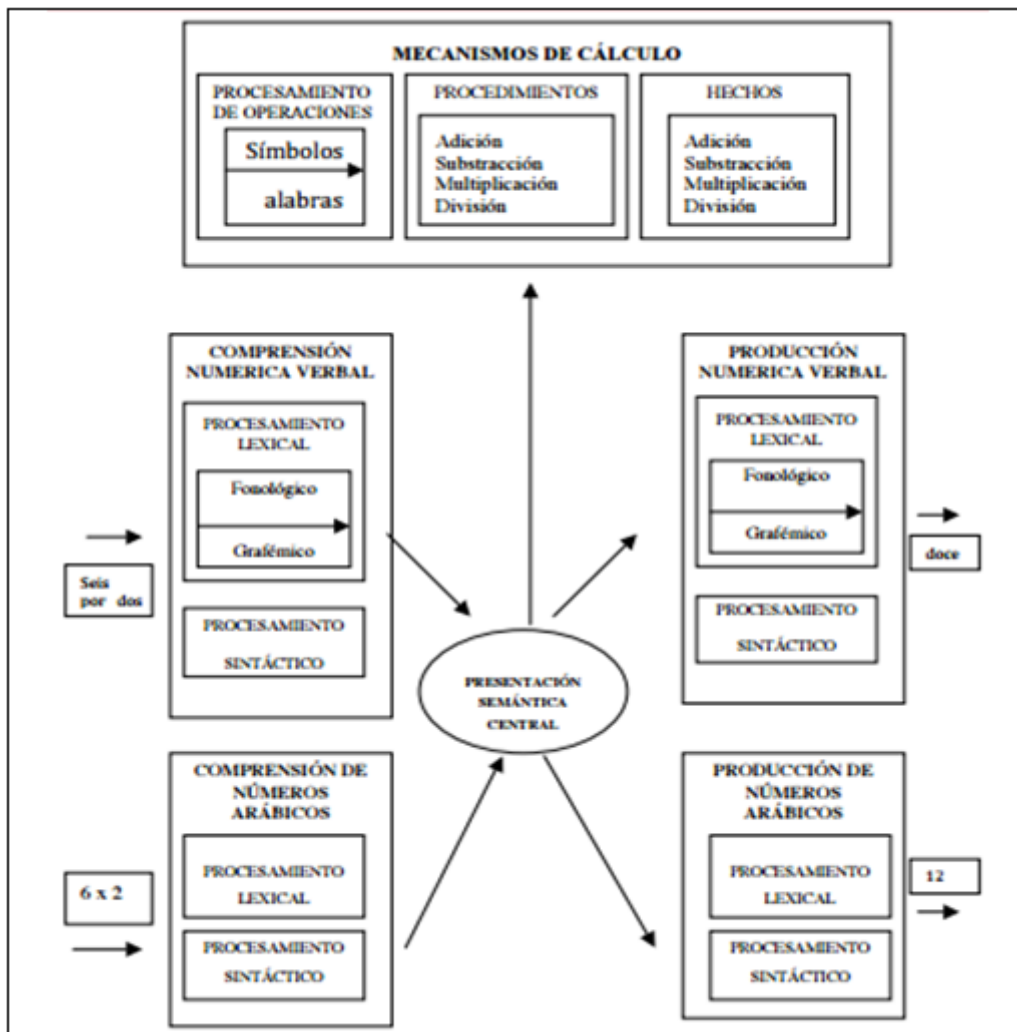 MECANISMOS DE CÁLCULO
PROCESAMIENTO
DE OPERACIONES
Símbolos
alabras
PROCEDIMIENTOS
Adición
Substracción
Multiplicación
División
HECHOS
Adición
Substracción
Multiplicación
División
COMPRENSIÓN
NUMERICA VERBAL
PROCESAMIENTO
LEXICAL
Fonológico
Grafémico
PROCESAMIENTO
SINTÁCTICO
Seis
por dos
PRODUCCIÓN
NUMERICA VERBAL
PROCESAMIENTO
LEXICAL
Fonológico
Grafémico
PROCESAMIENTO
SINTÁCTICO
doce
PRESENTACIÓN
SEMÁNTICA
CENTRAL
COMPRENSIÓN DE
NÚMEROS
ARÁBICOS
PROCESAMIENTO
LEXICAL
PROCESAMIENTO
SINTÁCTICO
6 x 2
PRODUCCIÓN DE
NÚMEROS
ARÁBICOS
PROCESAMIENTO
LEXICAL
PROCESAMIENTO
SINTÁCTICO
12